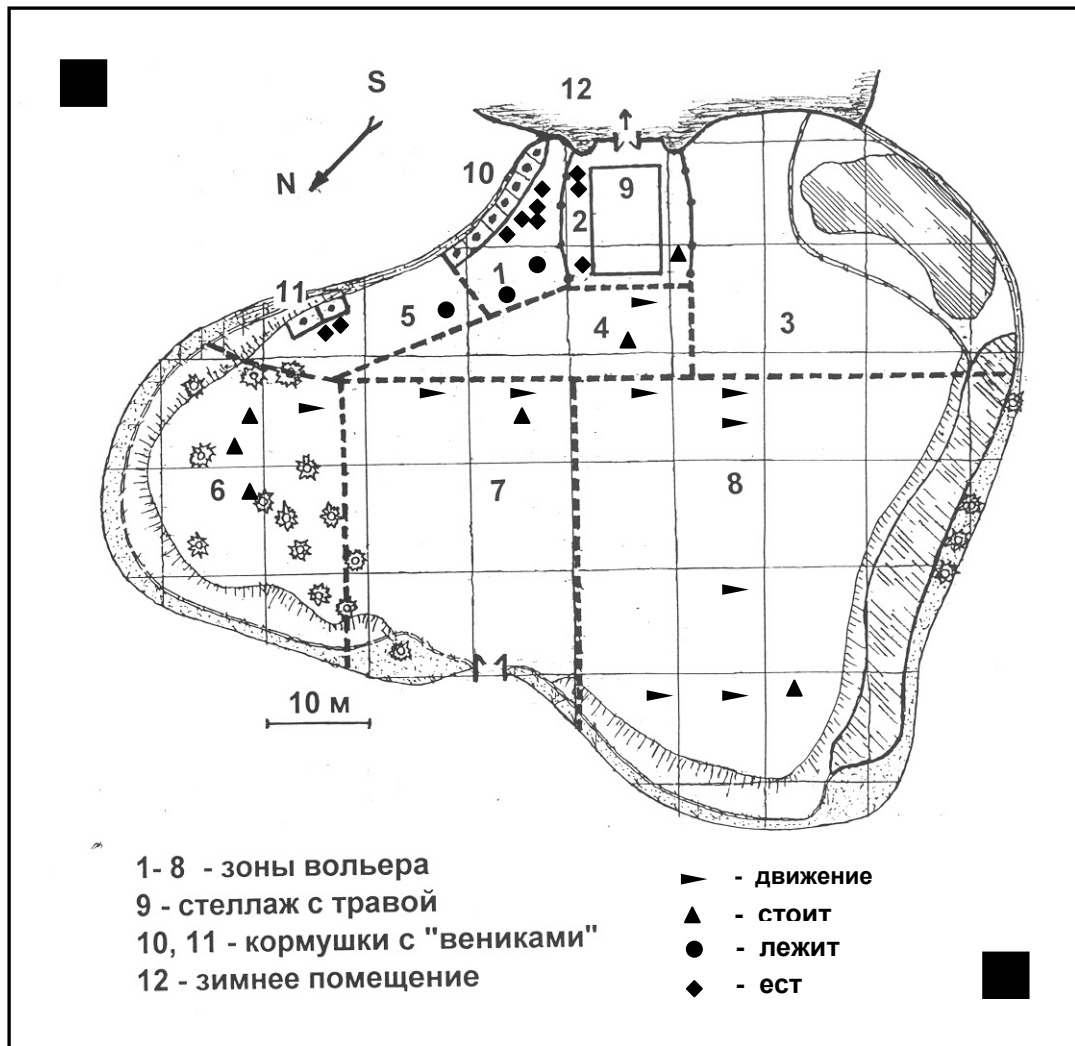 S
12
N
10
9
2
11
1
5
4
3
6
7
8
10 м
1- 8 - зоны вольера
9 - стеллаж с травой
10, 11 - кормушки с "вениками"
12 - зимнее помещение
- движение
- стоит
- лежит
- ест